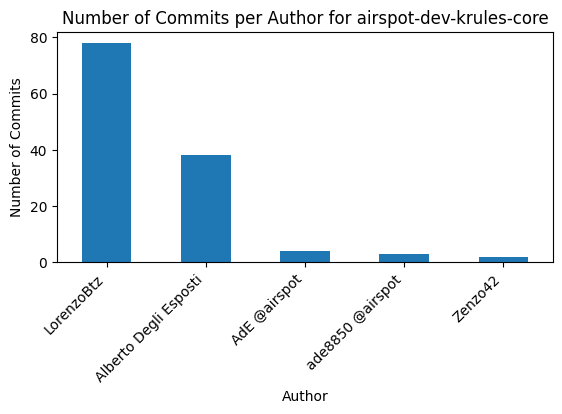 Number of Commits per Author for airspot-dev-krules-core
Number of Commits
80
60
40
20
0
LorenzoBtz
Alberto Degli Esposti
AdE @airspot
ade8850 @airspot
Zenzo42
Author